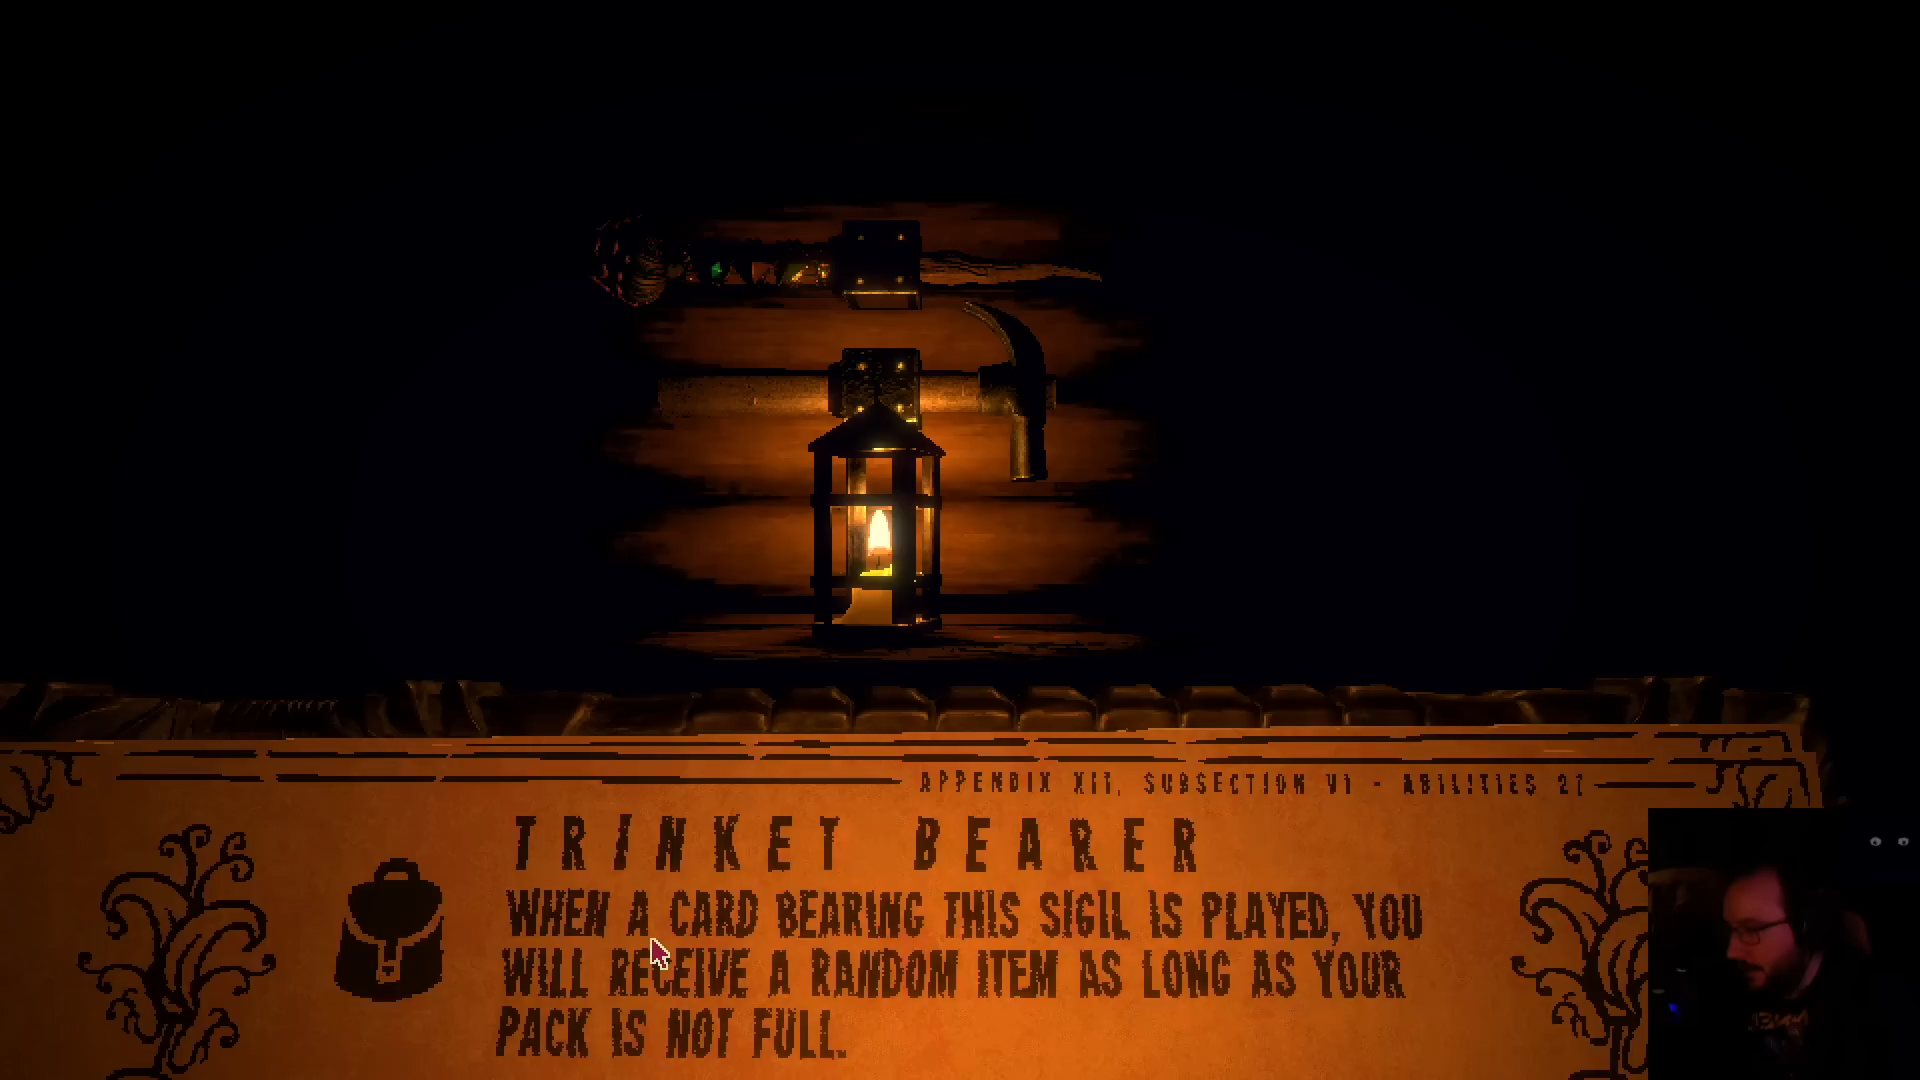 APPENDIX XII, SUBSECTION VI - ABILITIES 21
TRINKET BEARER
WHEN A CARD BEARING THIS SIGIL IS PLAYED, YOU
WILL RECEIVE A RANDOM ITEM AS LONG AS YOUR
PACK IS NOT FULL.